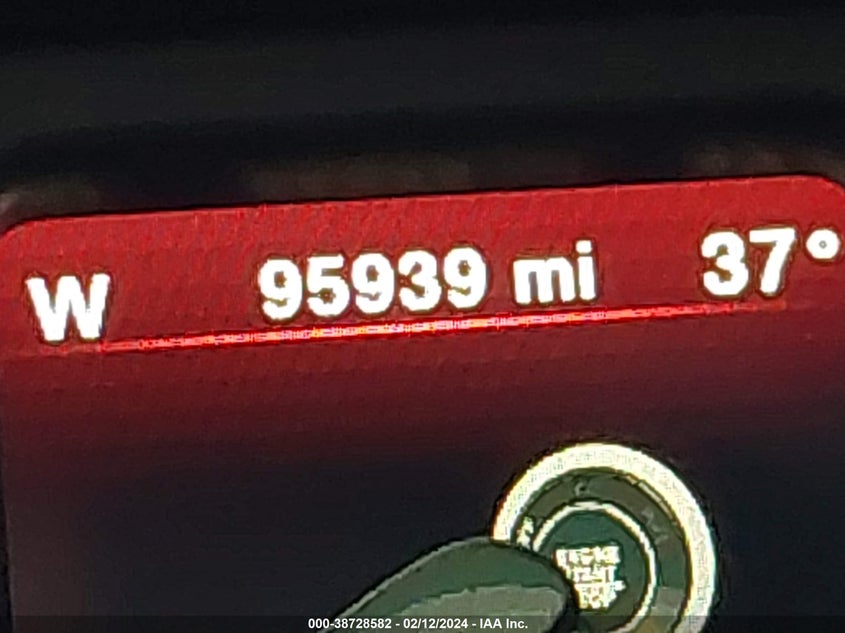 W 95939 mi 37°
000-38728582 - 02/12/2024 - IAA Inc.